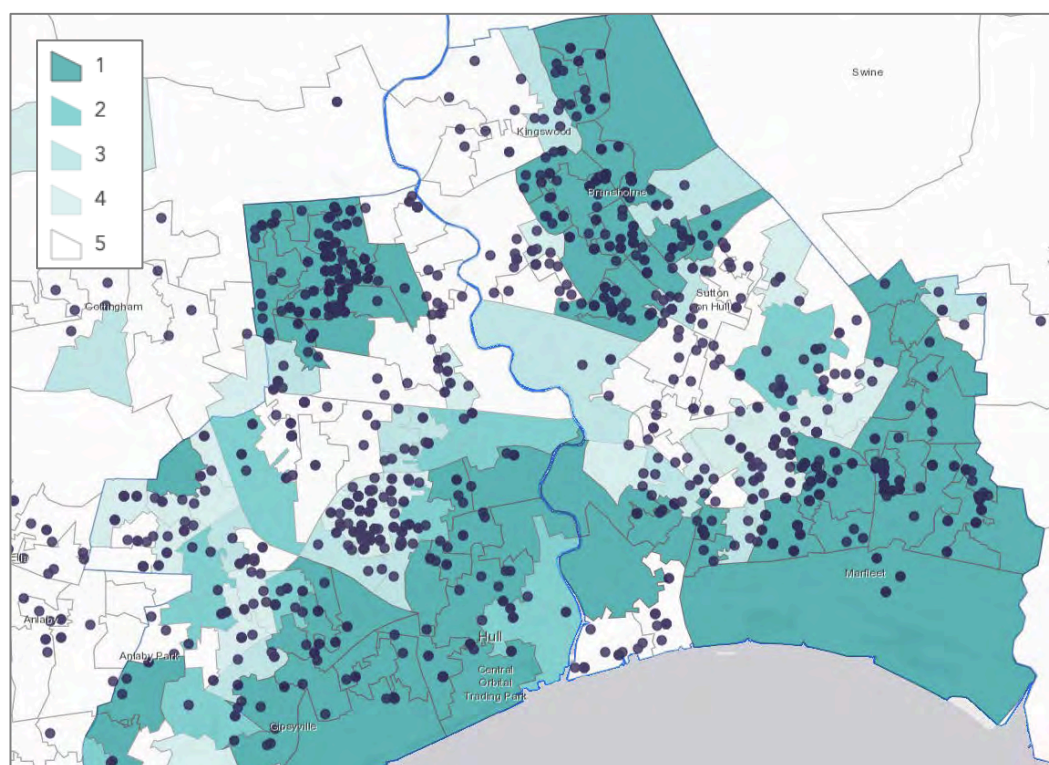 1
2
3
4
5
Swine
Kingswood
Bransholme
Cottingham
Sutton
on Hull
Marfleet
Anlaby Park
Hull
Central
Orbital
Trading Park
Gipsyville